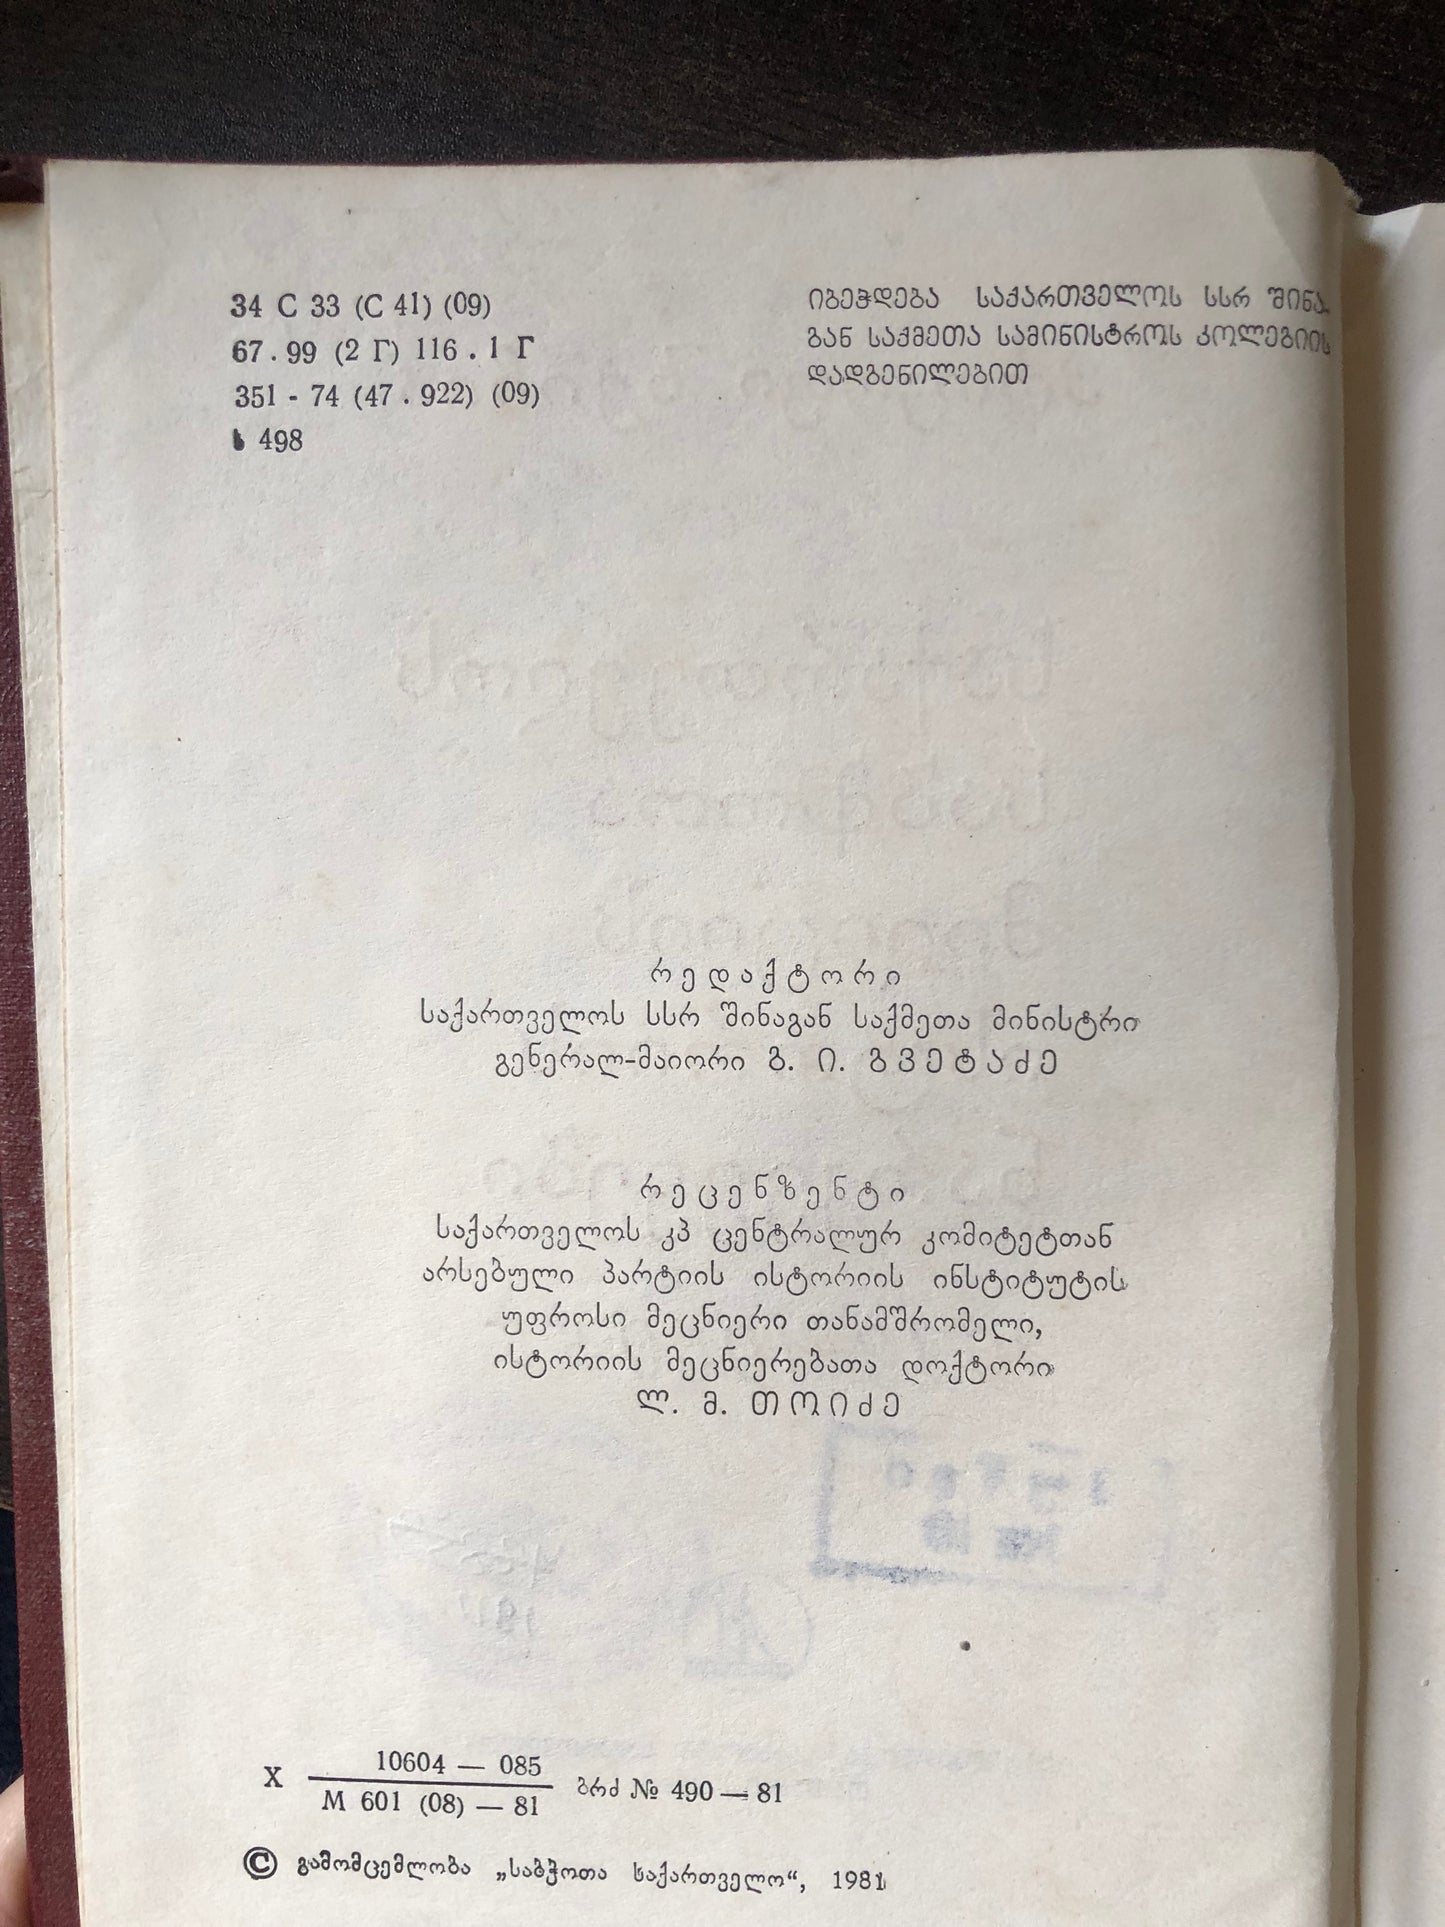 34 С 33 (С 41) (09)
67.99 (2 Г) 116.1 Г
351 - 74 (47.922) (09)
498
იბეჭდება საქართველოს სსრ შინა-
გან საქმეთა სამინისტროს კოლეგიის
დადგენილებით
რედაქტორი
საქართველოს სსრ შინაგან საქმეთა მინისტრი
გენერალ-მაიორი გ. ი. გვეტაძე
რეცენზენტი
საქართველოს კპ ცენტრალურ კომიტეტთან
არსებული პარტიის ისტორიის ინსტიტუტის
უფროსი მეცნიერი თანამშრომელი,
ისტორიის მეცნიერებათა დოქტორი
ლ. მ. თოიძე
X 10604 — 085
М 601 (08) — 81
ბრძ № 490 — 81
© გამომცემლობა „საბჭოთა საქართველო“, 1981